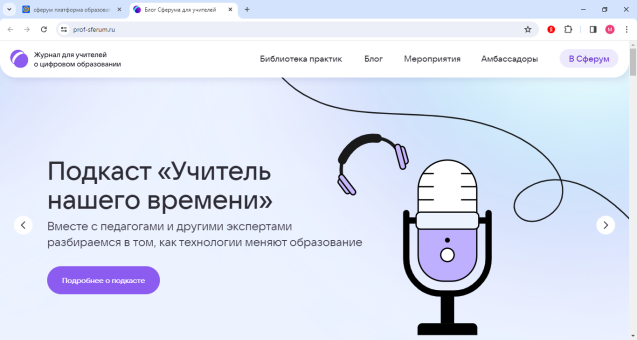 сферум платформа образова
Блог Сферума для учителей
prof-sferum.ru
Журнал для учителей
о цифровом образовании
Библиотека практик Блог Мероприятия Амбассадоры В Сферум
Подкаст «Учитель
нашего времени»
Вместе с педагогами и другими экспертами
разбираемся в том, как технологии меняют образование
Подробнее о подкасте